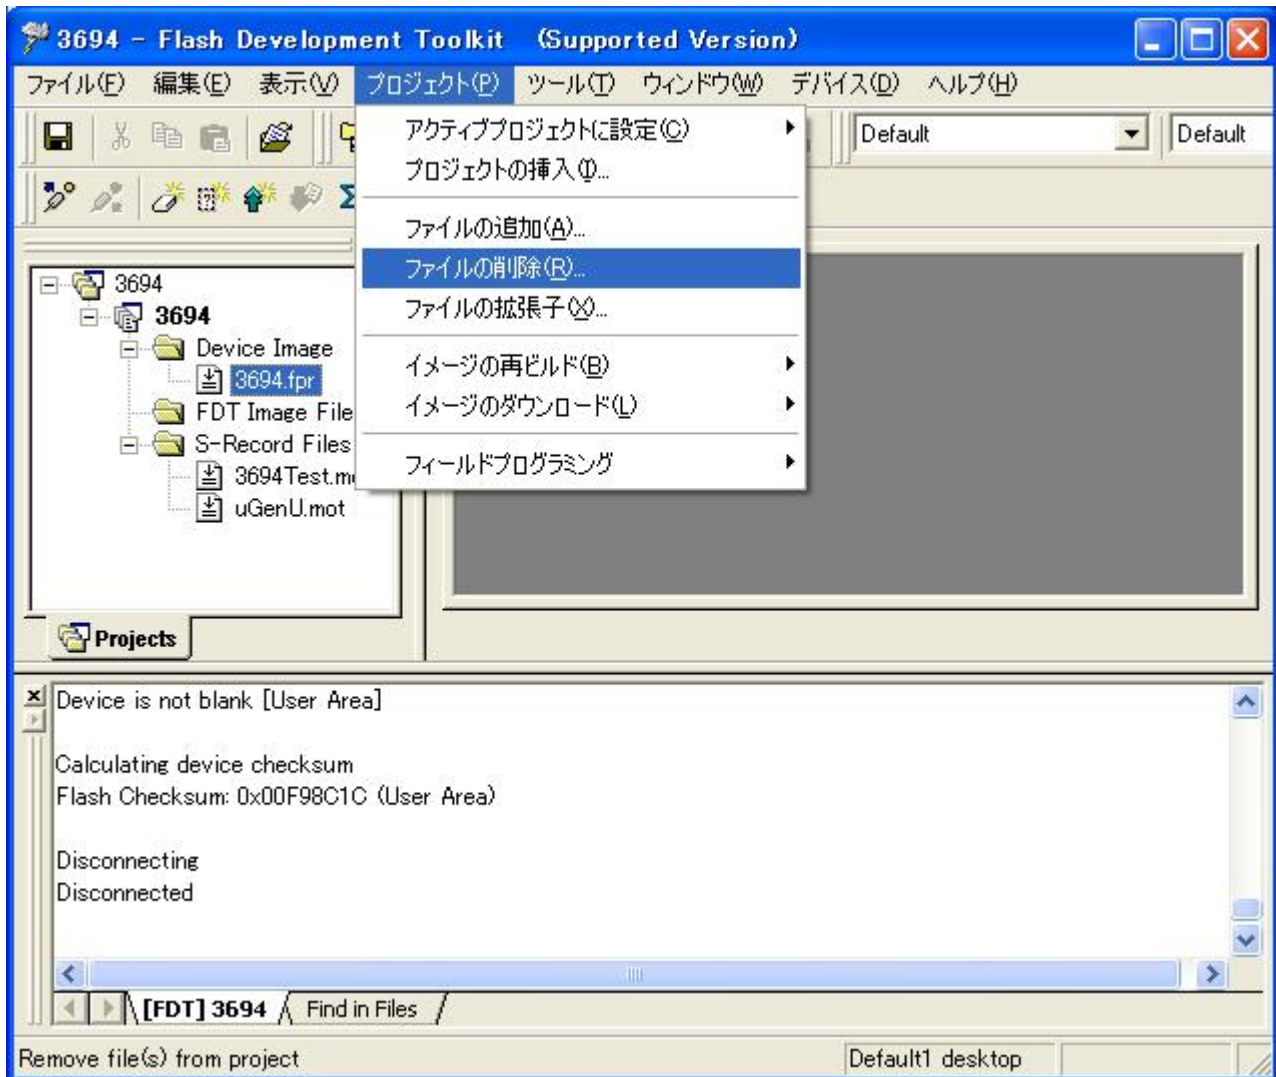 3694 - Flash Development Toolkit (Supported Version)
ファイル(F) 編集(E) 表示(V) プロジェクト(P) ツール(T) ウィンドウ(W) デバイス(D) ヘルプ(H)
Default Default
アクティブプロジェクトに設定(C)
プロジェクトの挿入(I)...
ファイルの追加(A)...
ファイルの削除(R)...
ファイルの拡張子(X)...
イメージの再ビルド(B)
イメージのダウンロード(L)
フィールドプログラミング
3694
3694
Device Image
3694.fpr
FDT Image File
S-Record Files
3694Test.m
uGenU.mot
Projects
Device is not blank [User Area]
Calculating device checksum
Flash Checksum: 0x00F98C1C (User Area)
Disconnecting
Disconnected
[FDT] 3694 Find in Files
Remove file(s) from project Default1 desktop